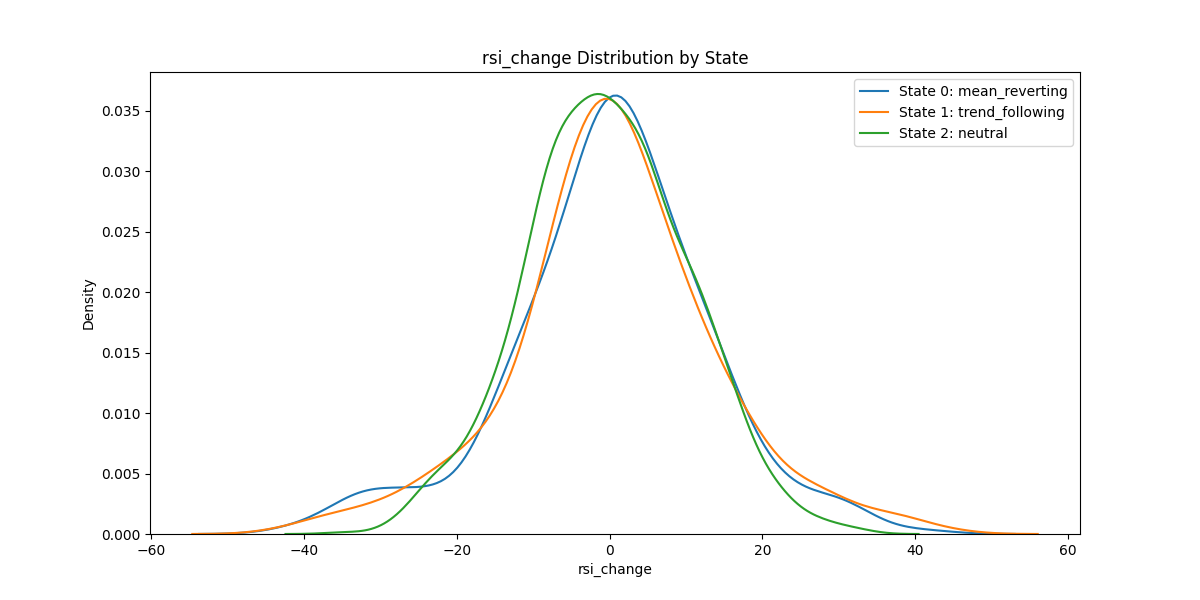 rsi_change Distribution by State
State 0: mean_reverting
State 1: trend_following
State 2: neutral
Density
0.035
0.030
0.025
0.020
0.015
0.010
0.005
0.000
−60 −40 −20 0 20 40 60
rsi_change